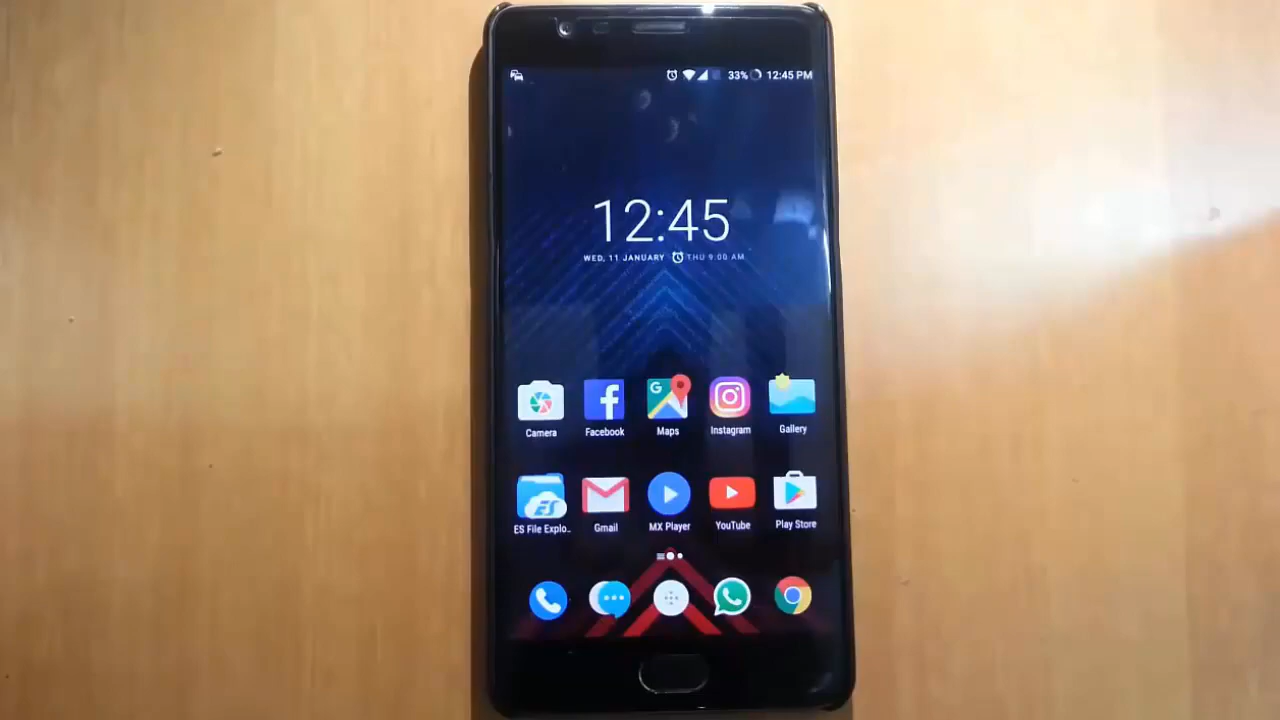 33% 12:45 PM
12:45
WED, 11 JANUARY THU 9:00 AM
G
Camera Facebook Maps Instagram Gallery
ES
ES File Explo.. Gmail MX Player YouTube Play Store